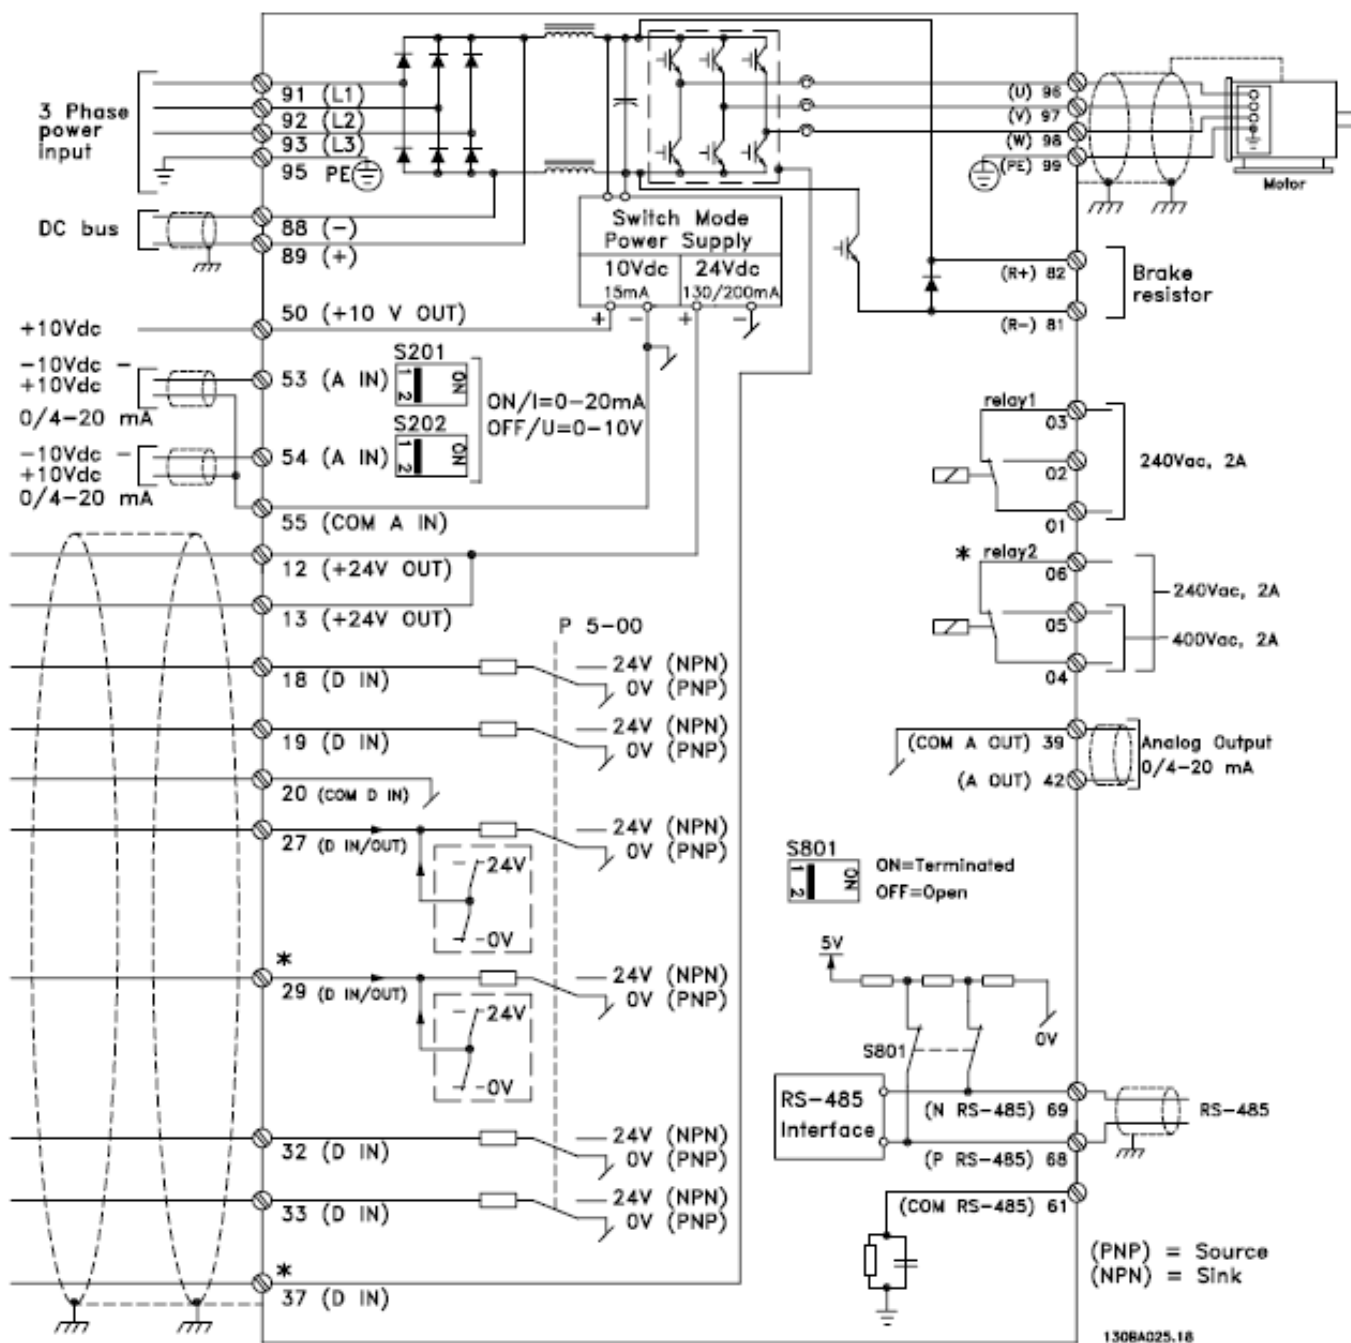 3 Phase
power
input
91 (L1)
92 (L2)
93 (L3)
95 PE
DC bus
88 (-)
89 (+)
Switch Mode
Power Supply
10Vdc
15mA
24Vdc
130/200mA
+ - + -
(U) 96
(V) 97
(W) 98
(PE) 99
Motor
(R+) 82
(R-) 81
Brake
resistor
+10Vdc
50 (+10 V OUT)
-10Vdc -
+10Vdc
0/4-20 mA
53 (A IN)
S201
1 2
ON
ON/I=0-20mA
OFF/U=0-10V
-10Vdc -
+10Vdc
0/4-20 mA
54 (A IN)
S202
1 2
ON
55 (COM A IN)
12 (+24V OUT)
13 (+24V OUT)
P 5-00
18 (D IN)
24V (NPN)
0V (PNP)
19 (D IN)
24V (NPN)
0V (PNP)
20 (COM D IN)
27 (D IN/OUT)
24V (NPN)
0V (PNP)
24V
0V
*
29 (D IN/OUT)
24V (NPN)
0V (PNP)
24V
0V
32 (D IN)
24V (NPN)
0V (PNP)
33 (D IN)
24V (NPN)
0V (PNP)
*
37 (D IN)
relay1
03
02
01
240Vac, 2A
* relay2
06
05
04
240Vac, 2A
400Vac, 2A
(COM A OUT) 39
(A OUT) 42
Analog Output
0/4-20 mA
S801
1 2
ON
ON=Terminated
OFF=Open
5V
S801
0V
RS-485
Interface
(N RS-485) 69
(P RS-485) 68
RS-485
(COM RS-485) 61
(PNP) = Source
(NPN) = Sink
130BA025.18